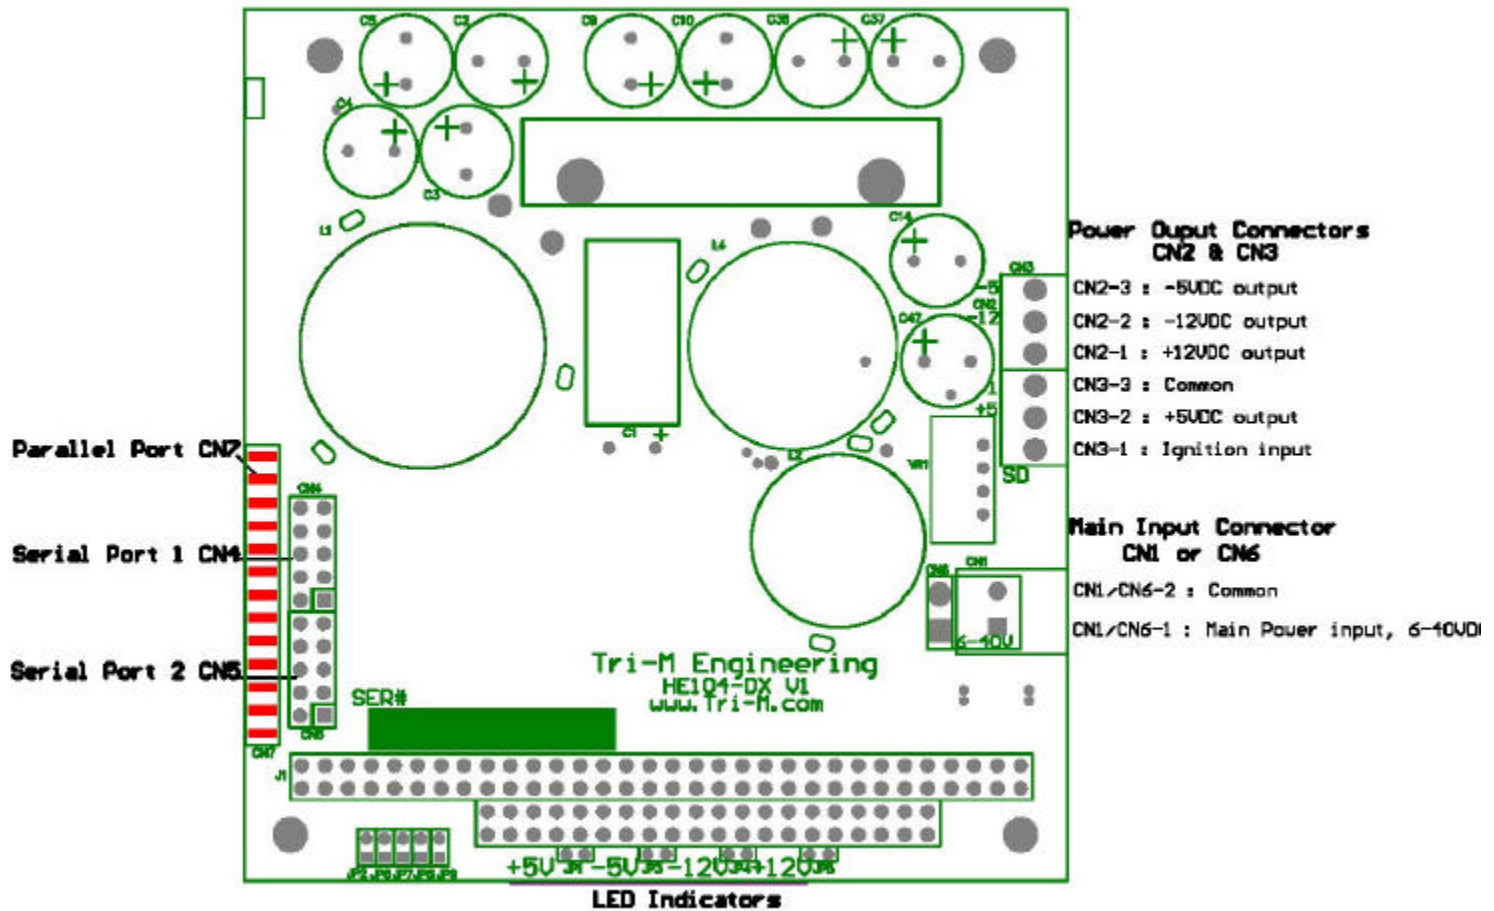 C5
C2
C9
C10
C36
C37
C4
C3
L1
L4
C14
Power Ouput Connectors
CN2 & CN3
CN3
-5
CN2
-12
C47
CN2-3 : -5VDC output
CN2-2 : -12VDC output
CN2-1 : +12VDC output
CN3-3 : Common
CN3-2 : +5VDC output
CN3-1 : Ignition input
1
+5
C1
+
L2
VR1
SD
Parallel Port CN7
CN4
Serial Port 1 CN4
Serial Port 2 CN5
Main Input Connector
CN1 or CN6
CN6
CN1
CN1/CN6-2 : Common
CN1/CN6-1 : Main Power input, 6-40VD
6-40V
Tri-M Engineering
HE104-DX V1
www.Tri-M.com
SER#
CN5
CN7
J1
JP2 JP6 JP7 JP8 JP9
+5V -5V -12V +12V
LED Indicators